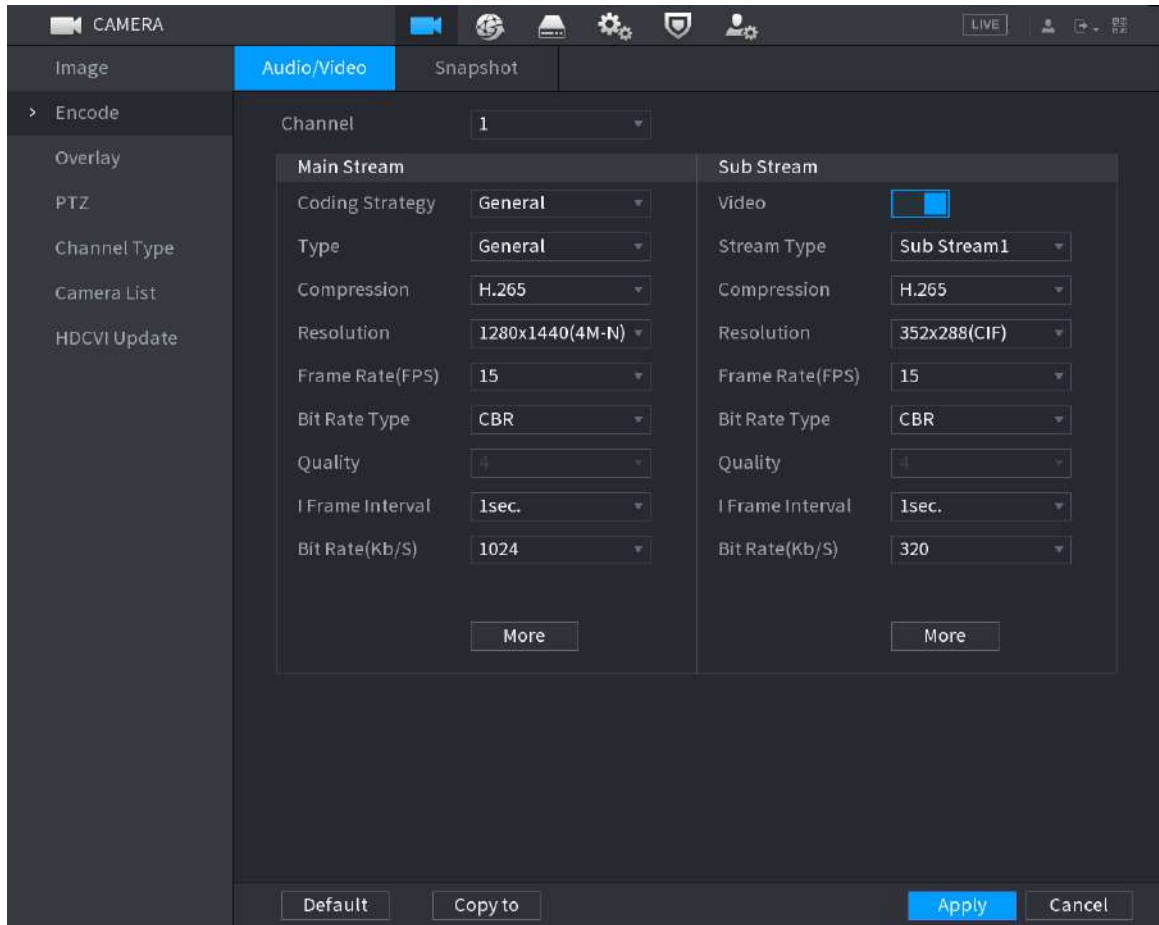 CAMERA
LIVE
Image
Encode
Overlay
PTZ
Channel Type
Camera List
HDCVI Update
Audio/Video Snapshot
Channel 1
Main Stream
Coding Strategy General
Type General
Compression H.265
Resolution 1280x1440(4M-N)
Frame Rate(FPS) 15
Bit Rate Type CBR
Quality 4
I Frame Interval 1sec.
Bit Rate(Kb/S) 1024
More
Sub Stream
Video
Stream Type Sub Stream1
Compression H.265
Resolution 352x288(CIF)
Frame Rate(FPS) 15
Bit Rate Type CBR
Quality 4
I Frame Interval 1sec.
Bit Rate(Kb/S) 320
More
Default Copy to Apply Cancel